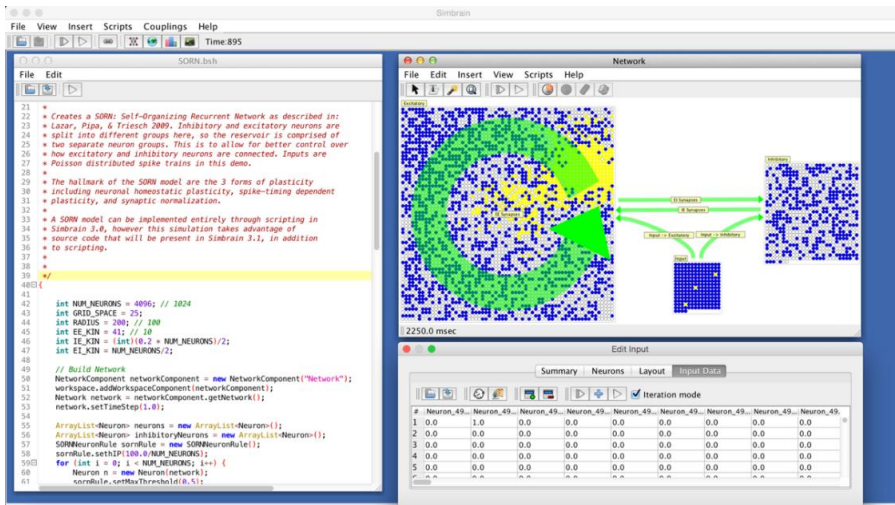 Simbrain
File View Insert Scripts Couplings Help
Time:895
SORN.bsh
File Edit
21 *
22 * Creates a SORN: Self-Organizing Recurrent Network as described in:
23 * Lazar, Pipa, & Triesch 2009. Inhibitory and excitatory neurons are
24 * split into different groups here, so the reservoir is comprised of
25 * two separate neuron groups. This is to allow for better control over
26 * how excitatory and inhibitory neurons are connected. Inputs are
27 * Poisson distributed spike trains in this demo.
28 *
29 * The hallmark of the SORN model are the 3 forms of plasticity
30 * including neuronal homeostatic plasticity, spike-timing dependent
31 * plasticity, and synaptic normalization.
32 *
33 * A SORN model can be implemented entirely through scripting in
34 * Simbrain 3.0, however this simulation takes advantage of
35 * source code that will be present in Simbrain 3.1, in addition
36 * to scripting.
37 *
38 *
39 */
40 {
41
42 int NUM_NEURONS = 4096; // 1024
43 int GRID_SPACE = 25;
44 int RADIUS = 200; // 100
45 int EE_KIN = 41; // 10
46 int IE_KIN = (int)(0.2 * NUM_NEURONS)/2;
47 int EI_KIN = NUM_NEURONS/2;
48
49 // Build Network
50 NetworkComponent networkComponent = new NetworkComponent("Network");
51 workspace.addWorkspaceComponent(networkComponent);
52 Network network = networkComponent.getNetwork();
53 network.setTimeStep(1.0);
54
55 ArrayList<Neuron> neurons = new ArrayList<Neuron>();
56 ArrayList<Neuron> inhibitoryNeurons = new ArrayList<Neuron>();
57 SORNNeuronRule sornRule = new SORNNeuronRule();
58 sornRule.sethIP(100.0/NUM_NEURONS);
59 for (int i = 0; i < NUM_NEURONS; i++) {
60 Neuron n = new Neuron(network);
61 sornRule.setMaxThreshold(0.5);
Network
File Edit Insert View Scripts Help
Excitatory
Inhibitory
EI Synapses
IE Synapses
EE Synapses
Input -> Excitatory Input -> Inhibitory
Input
2250.0 msec
Edit Input
Summary Neurons Layout Input Data
Iteration mode
# Neuron_49... Neuron_49... Neuron_49... Neuron_49... Neuron_49... Neuron_49... Neuron_49... Neuron_49... Neuron_49.
1 0.0 1.0 0.0 0.0 0.0 0.0 0.0 0.0 0.0
2 0.0 0.0 0.0 0.0 0.0 0.0 0.0 0.0 0.0
3 0.0 0.0 0.0 0.0 0.0 0.0 0.0 0.0 0.0
4 0.0 0.0 0.0 0.0 0.0 0.0 0.0 0.0 0.0
5 0.0 0.0 0.0 0.0 0.0 0.0 0.0 0.0 0.0